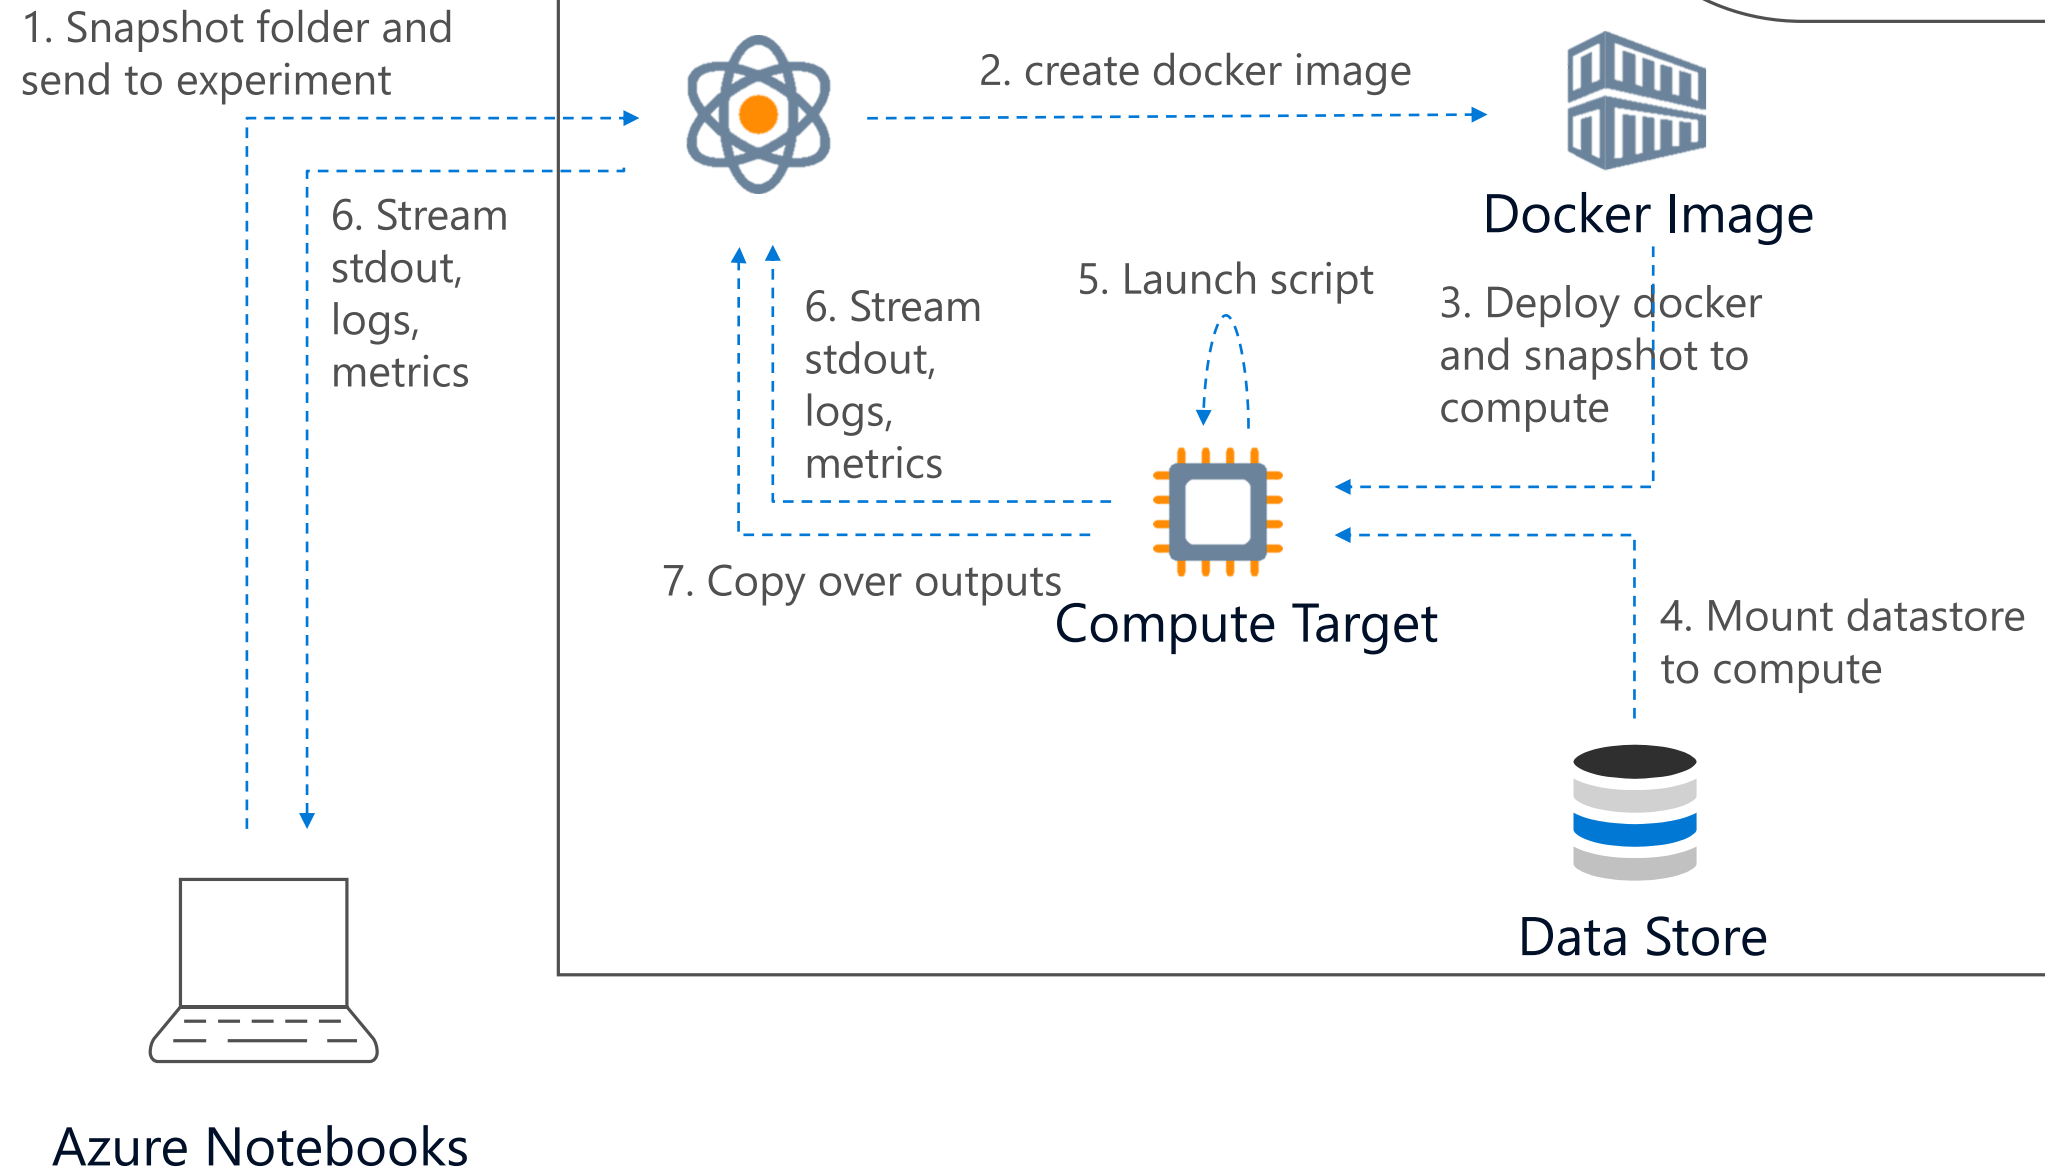 1. Snapshot folder and
send to experiment
2. create docker image
Docker Image
6. Stream
stdout,
logs,
metrics
5. Launch script
3. Deploy docker
and snapshot to
compute
6. Stream
stdout,
logs,
metrics
7. Copy over outputs
Compute Target
4. Mount datastore
to compute
Data Store
Azure Notebooks